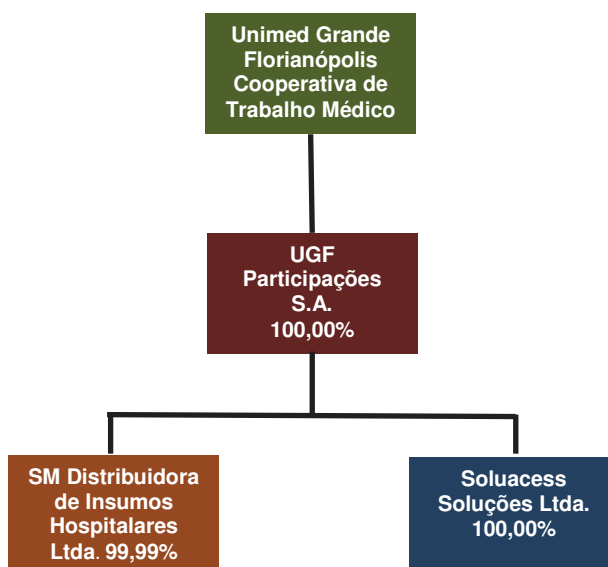 Unimed Grande
Florianópolis
Cooperativa de
Trabalho Médico
UGF
Participações
S.A.
100,00%
SM Distribuidora
de Insumos
Hospitalares
Ltda. 99,99%
Soluacess
Soluções Ltda.
100,00%